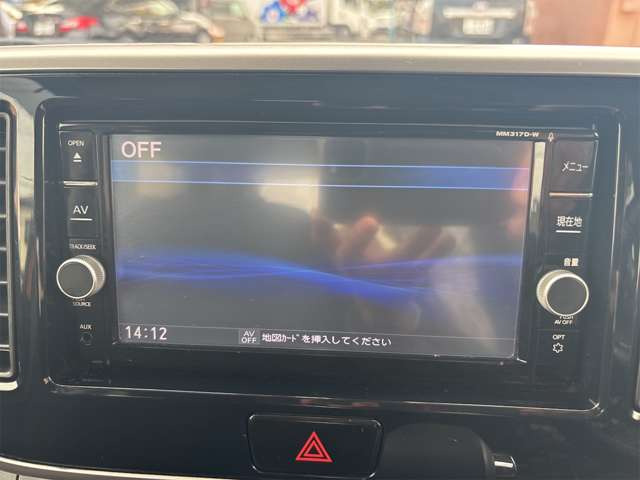 MM317D-W
OPEN
OFF
メニュー
AV
現在地
TRACK/SEEK
音量
SOURCE
PUSH
AV OFF
AUX
14:12
AV
OFF
地図ｶｰﾄﾞを挿入してください
OPT